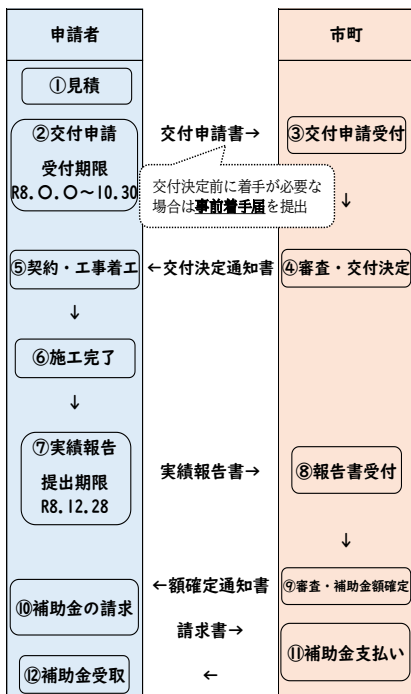 申請者
市町
①見積
②交付申請
受付期限
R8.〇.〇～10.30
交付申請書→
③交付申請受付
交付決定前に着手が必要な
場合は事前着手届を提出
↓
⑤契約・工事着工
←交付決定通知書
④審査・交付決定
↓
⑥施工完了
↓
⑦実績報告
提出期限
R8.12.28
実績報告書→
⑧報告書受付
↓
←額確定通知書
⑨審査・補助金額確定
⑩補助金の請求
請求書→
⑪補助金支払い
⑫補助金受取
←